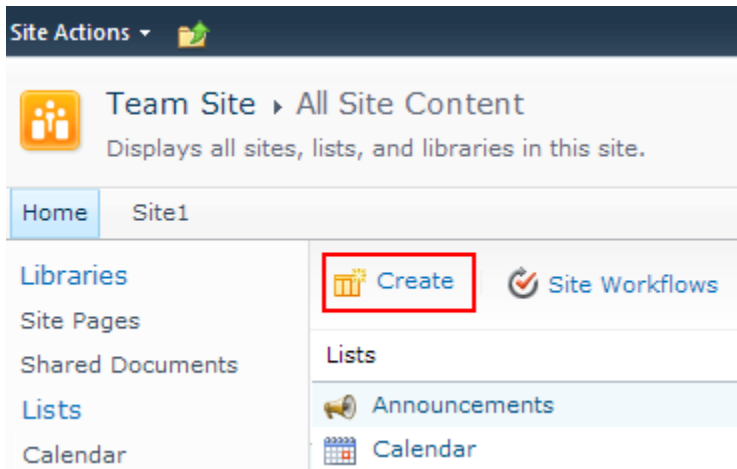 Site Actions
Team Site ▸ All Site Content
Displays all sites, lists, and libraries in this site.
Home Site1
Libraries
Site Pages
Shared Documents
Lists
Calendar
Create Site Workflows
Lists
Announcements
Calendar